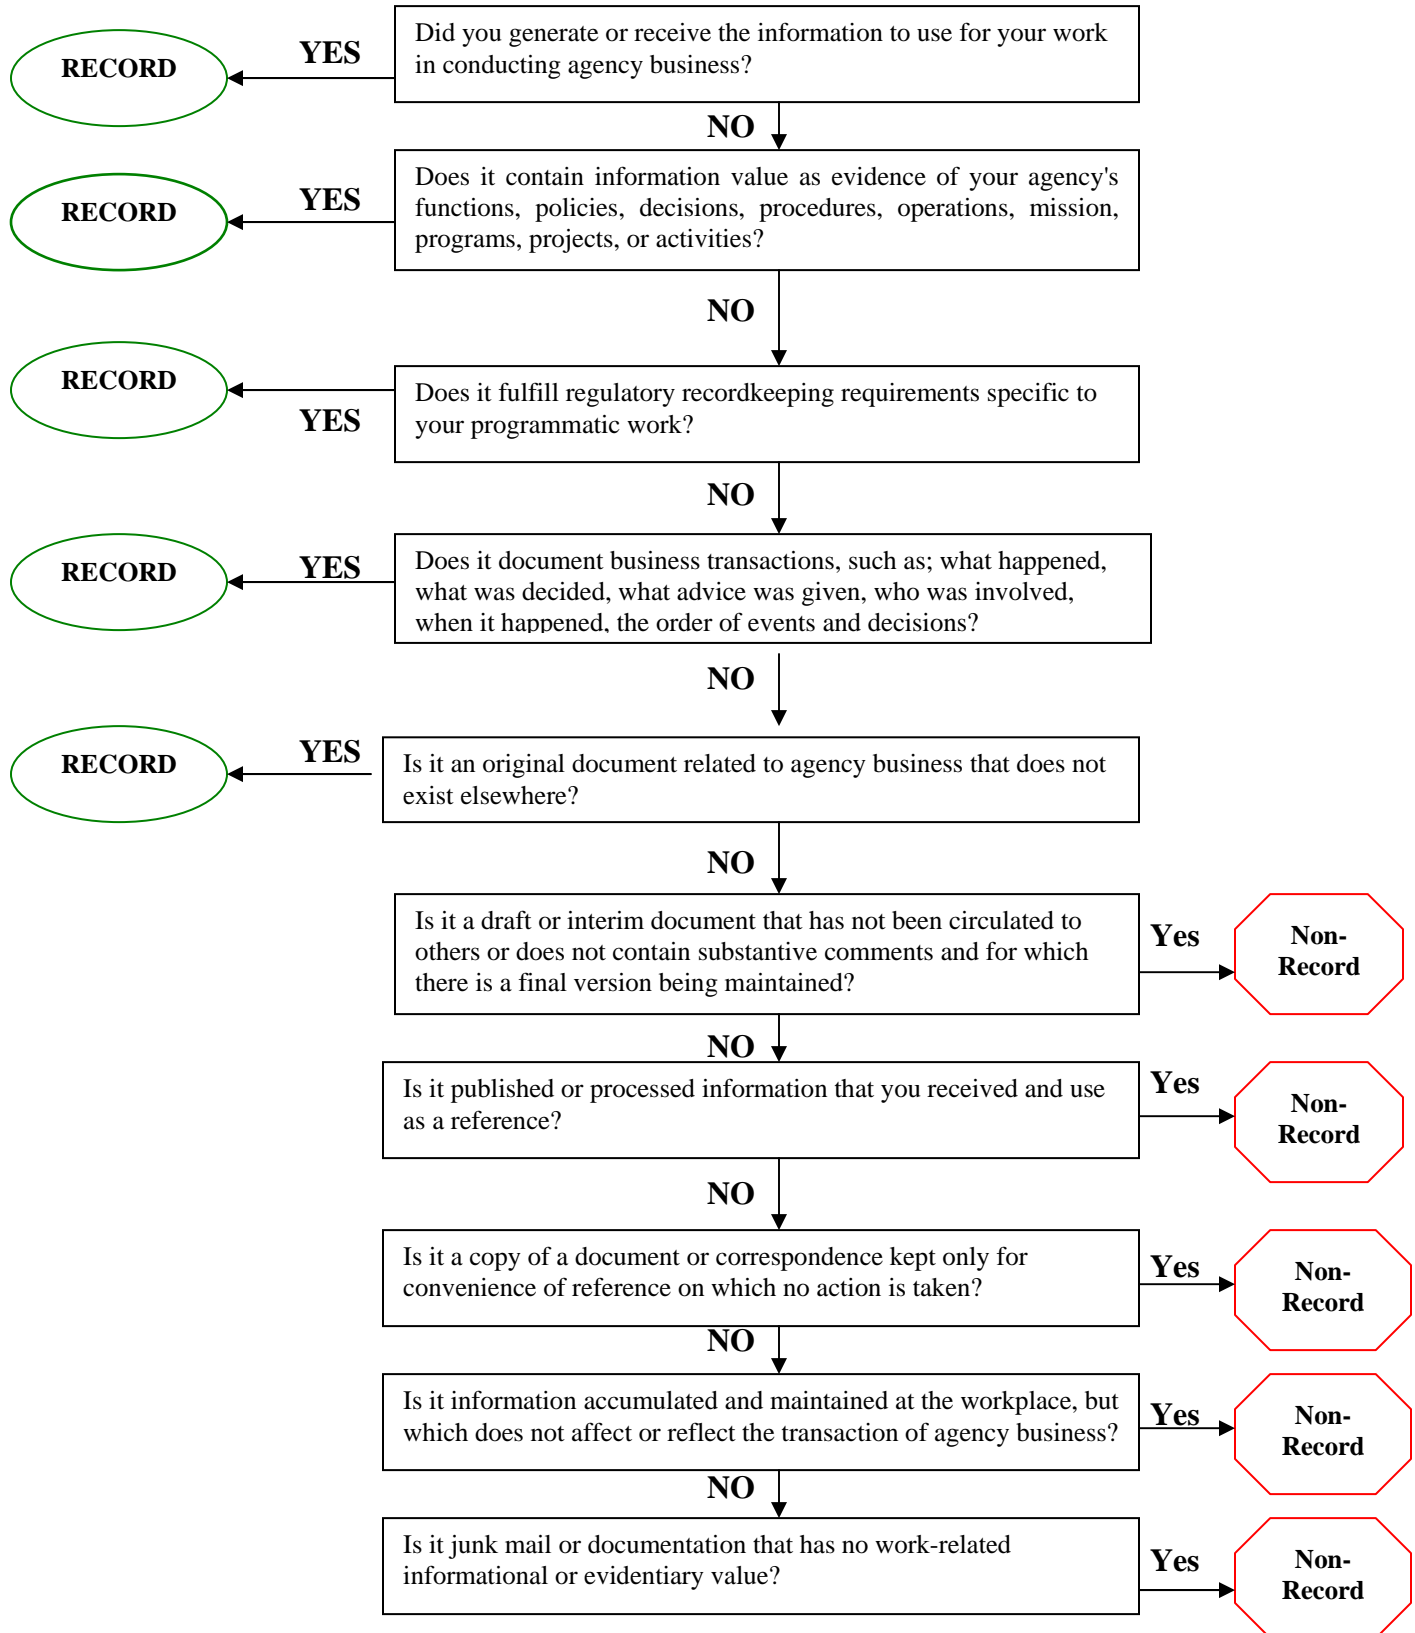 Did you generate or receive the information to use for your work
in conducting agency business?
YES
RECORD
NO
Does it contain information value as evidence of your agency's
functions, policies, decisions, procedures, operations, mission,
programs, projects, or activities?
YES
RECORD
NO
Does it fulfill regulatory recordkeeping requirements specific to
your programmatic work?
YES
RECORD
NO
Does it document business transactions, such as; what happened,
what was decided, what advice was given, who was involved,
when it happened, the order of events and decisions?
YES
RECORD
NO
Is it an original document related to agency business that does not
exist elsewhere?
YES
RECORD
NO
Is it a draft or interim document that has not been circulated to
others or does not contain substantive comments and for which
there is a final version being maintained?
Yes
Non-
Record
NO
Is it published or processed information that you received and use
as a reference?
Yes
Non-
Record
NO
Is it a copy of a document or correspondence kept only for
convenience of reference on which no action is taken?
Yes
Non-
Record
NO
Is it information accumulated and maintained at the workplace, but
which does not affect or reflect the transaction of agency business?
Yes
Non-
Record
NO
Is it junk mail or documentation that has no work-related
informational or evidentiary value?
Yes
Non-
Record